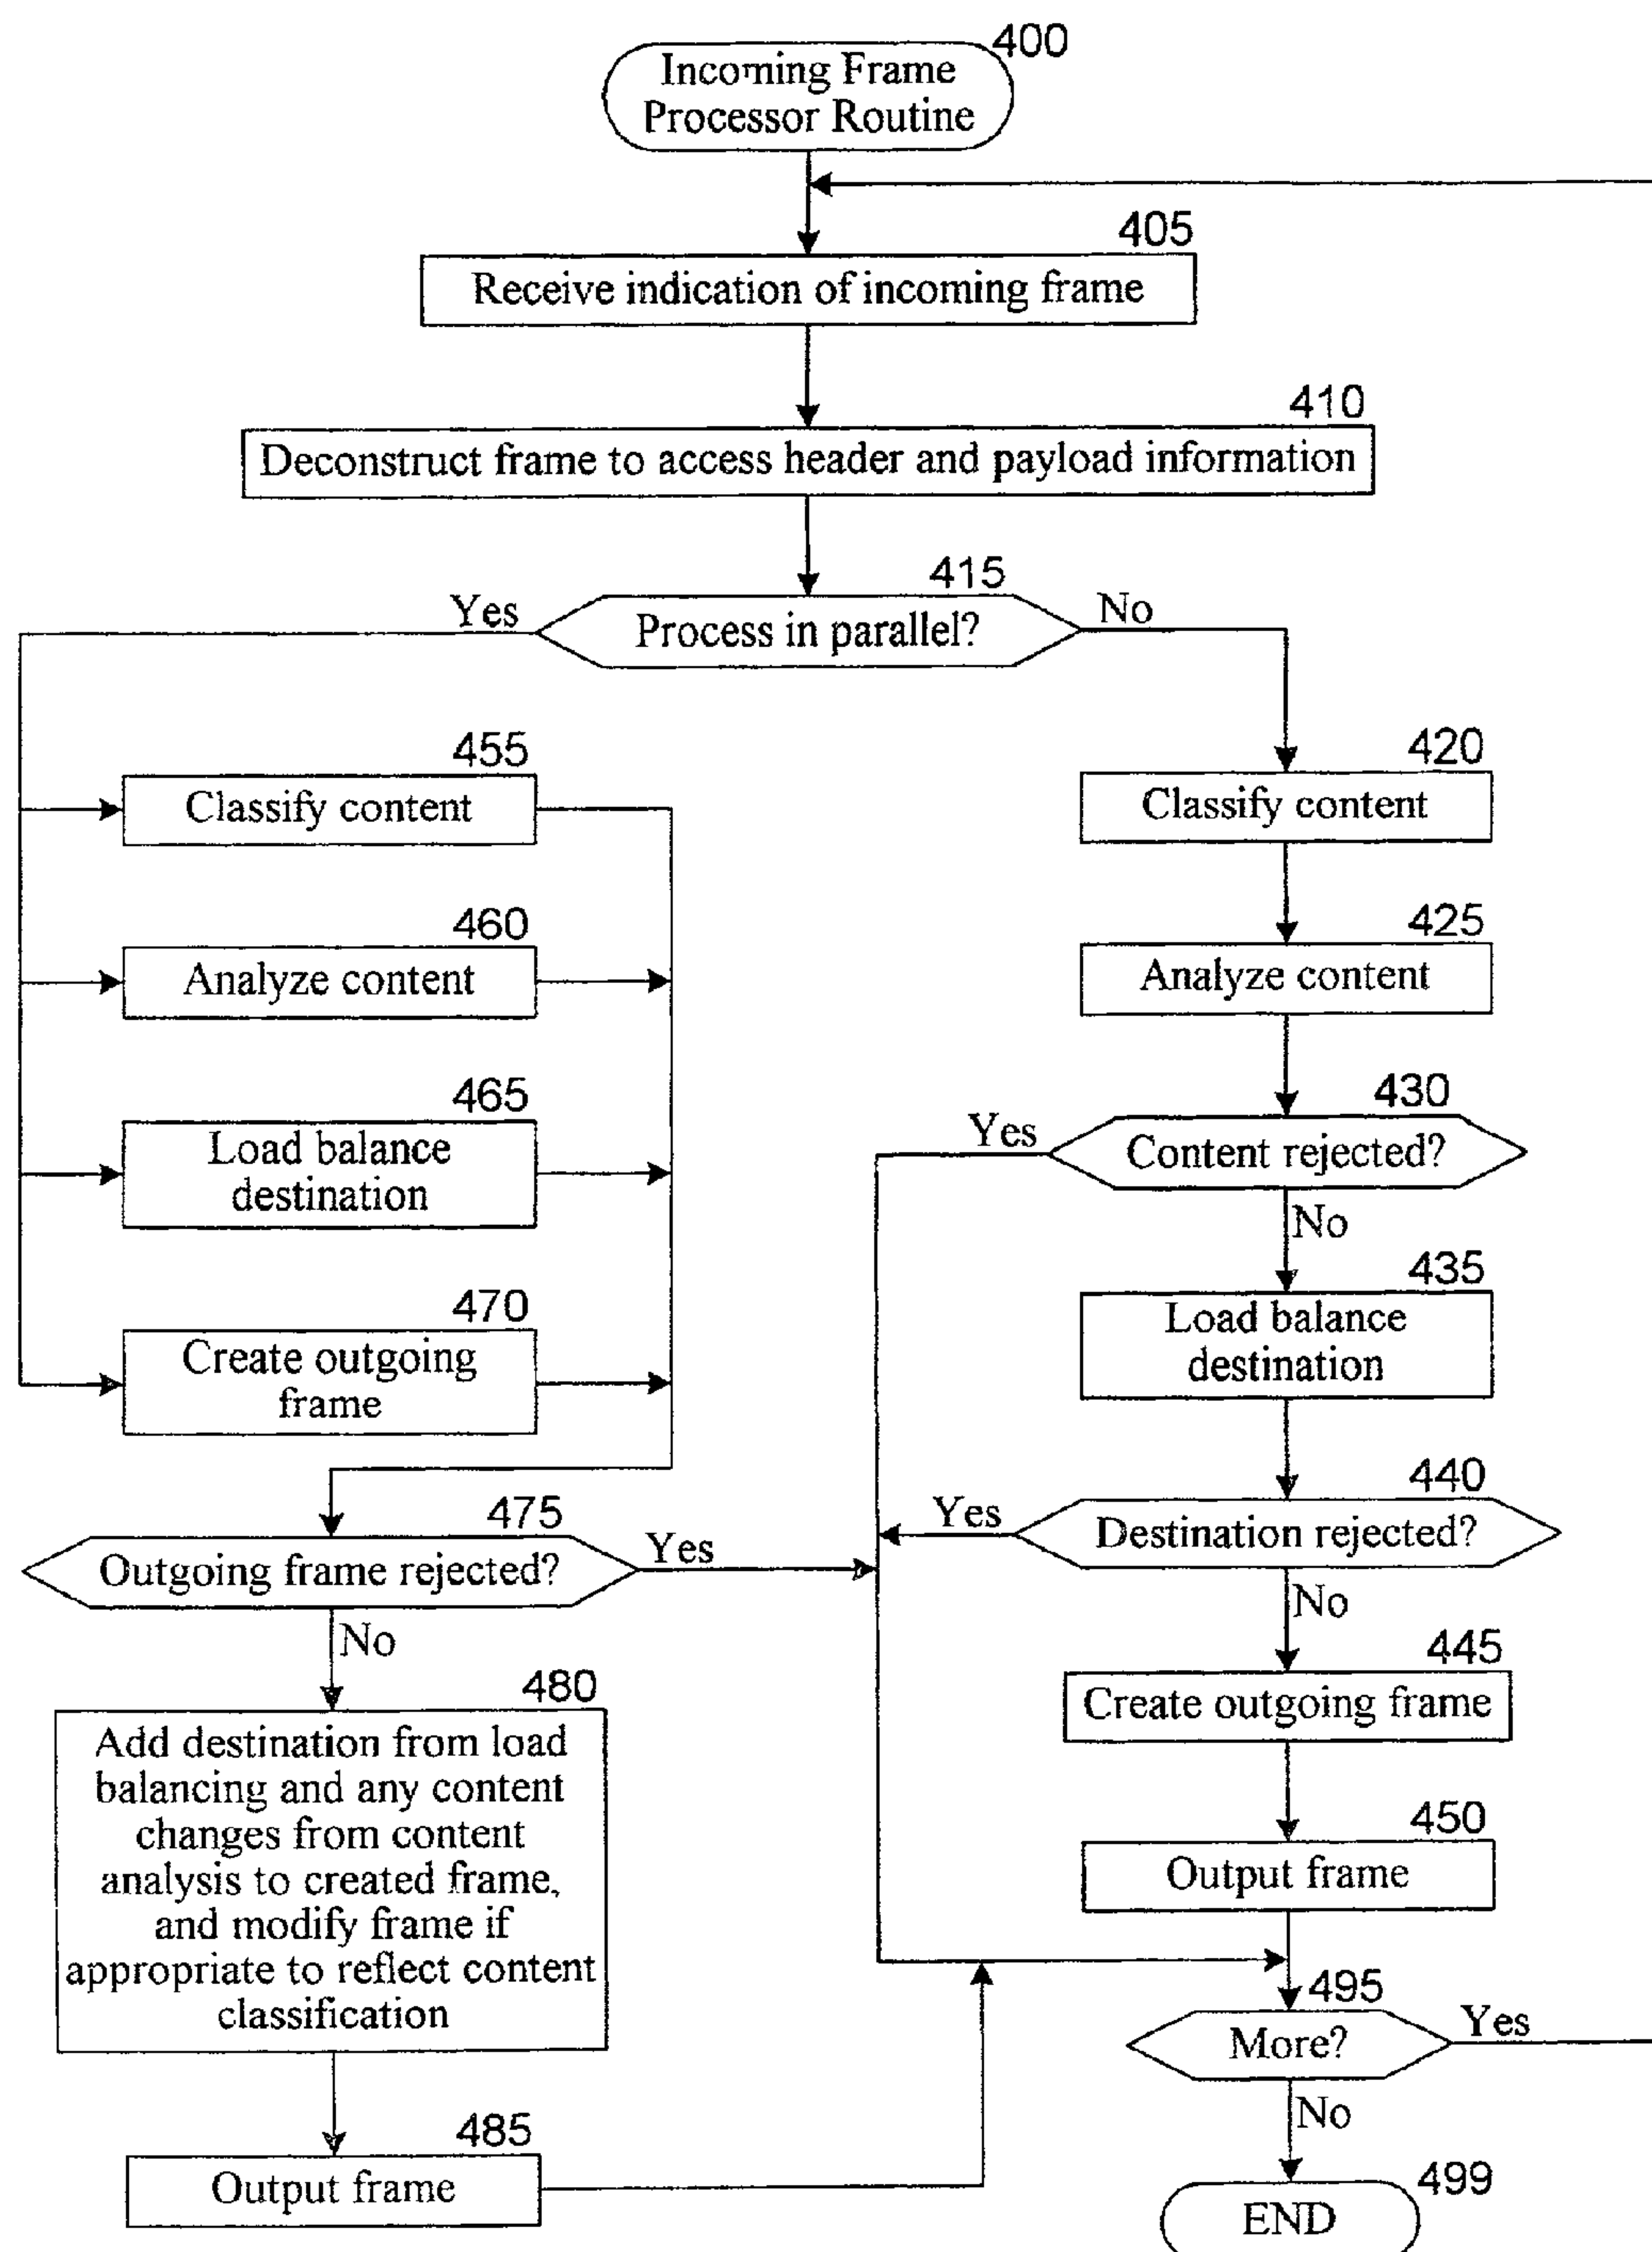 400
Incoming Frame
Processor Routine
405
Receive indication of incoming frame
410
Deconstruct frame to access header and payload information
415
Yes
Process in parallel?
No
455
Classify content
460
Analyze content
465
Load balance
destination
470
Create outgoing
frame
475
Outgoing frame rejected?
Yes
No
480
Add destination from load
balancing and any content
changes from content
analysis to created frame,
and modify frame if
appropriate to reflect content
classification
485
Output frame
420
Classify content
425
Analyze content
430
Yes
Content rejected?
No
435
Load balance
destination
440
Yes
Destination rejected?
No
445
Create outgoing frame
450
Output frame
495
More?
Yes
No
499
END